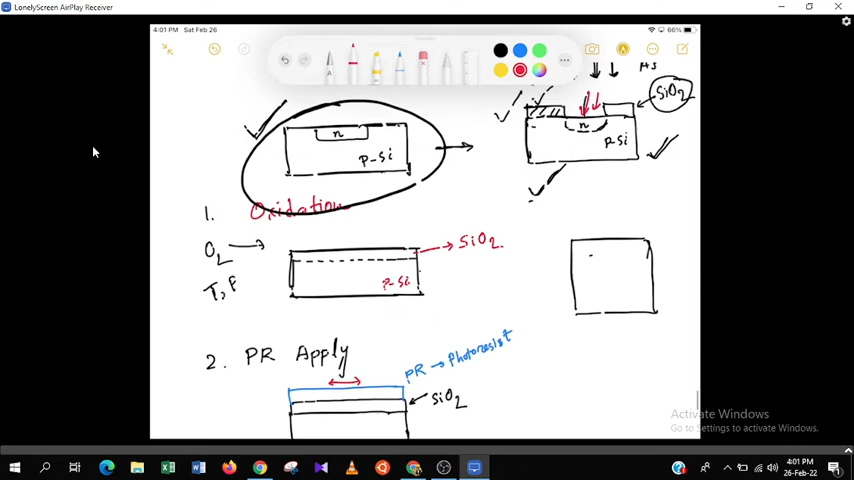 LonelyScreen AirPlay Receiver
4:01 PM Sat Feb 26
66%
As
SiO2
n
p-Si
n
p-Si
1. Oxidation
O2
SiO2
T, P
p-Si
2. PR Apply
PR → Photoresist
SiO2
Activate Windows
Go to Settings to activate Windows.
4:01 PM
26-Feb-22